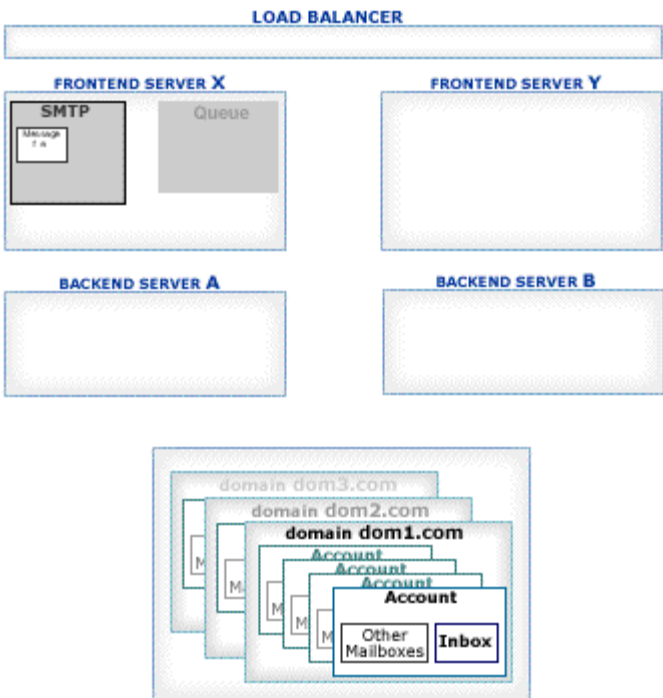 LOAD BALANCER
FRONTEND SERVER X
FRONTEND SERVER Y
SMTP
Queue
Message
BACKEND SERVER A
BACKEND SERVER B
domain dom3.com
domain dom2.com
domain dom1.com
Account
Account
Account
Account
M
M
M
M
M
Other
Mailboxes
Inbox